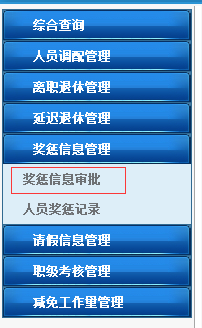 综合查询
人员调配管理
离职退休管理
延迟退休管理
奖惩信息管理
奖惩信息审批
人员奖惩记录
请假信息管理
职级考核管理
减免工作量管理